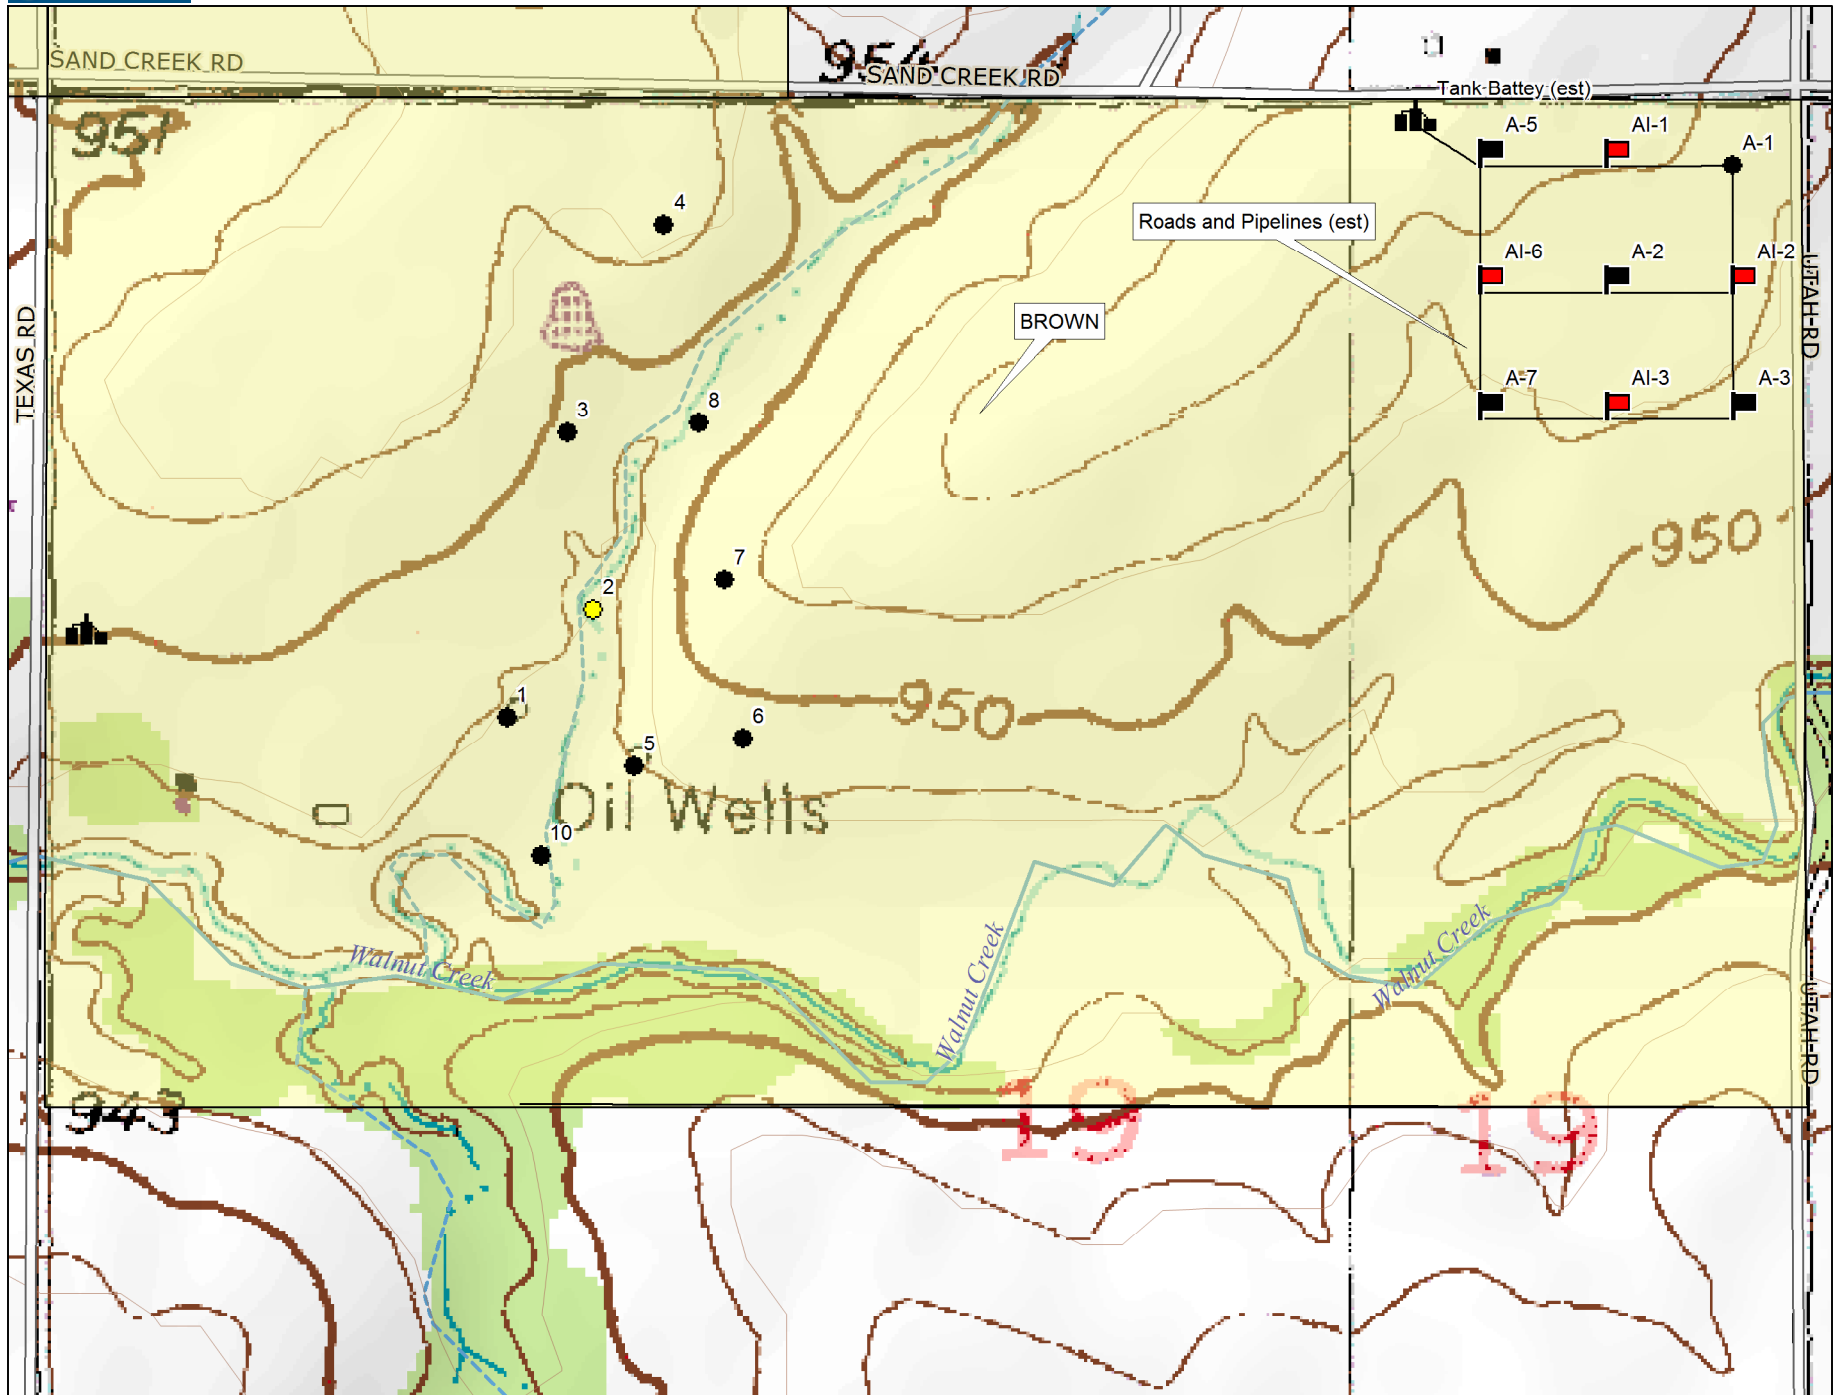 SAND CREEK RD
954
SAND CREEK RD
Tank Battey (est)
951
A-5
AI-1
A-1
4
Roads and Pipelines (est)
AI-6
A-2
AI-2
UTAH RD
TEXAS RD
BROWN
A-7
AI-3
A-3
3
8
950
7
2
1
950
6
5
Oil Wells
10
Walnut Creek
Walnut Creek
Walnut Creek
UTAH RD
943
19
19